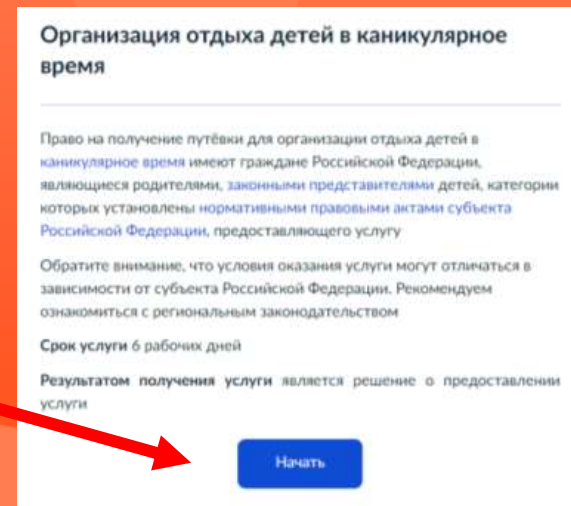 Организация отдыха детей в каникулярное
время
Право на получение путёвки для организации отдыха детей в
каникулярное время имеют граждане Российской Федерации,
являющиеся родителями, законными представителями детей, категории
которых установлены нормативными правовыми актами субъекта
Российской Федерации, предоставляющего услугу
Обратите внимание, что условия оказания услуги могут отличаться в
зависимости от субъекта Российской Федерации. Рекомендуем
ознакомиться с региональным законодательством
Срок услуги 6 рабочих дней
Результатом получения услуги является решение о предоставлении
услуги
Начать